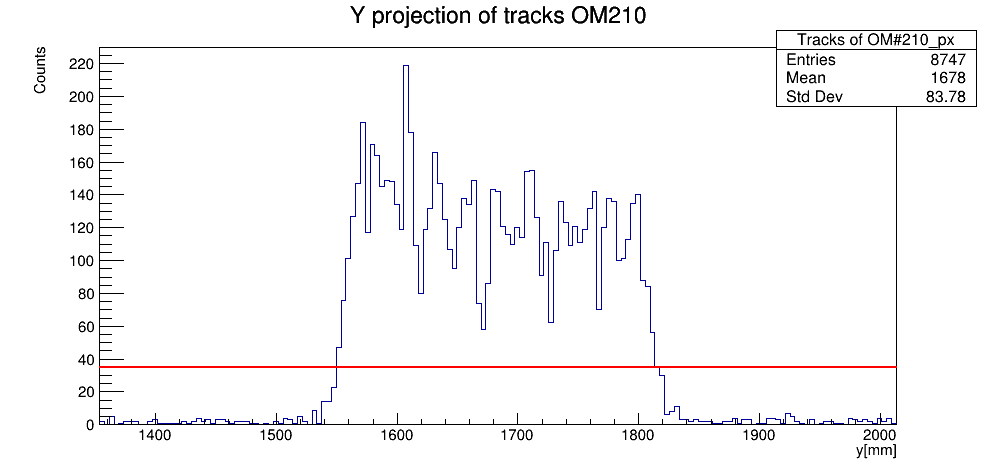 Y projection of tracks OM210
Tracks of OM#210_px
Entries 8747
Mean 1678
Std Dev 83.78
Counts
220
200
180
160
140
120
100
80
60
40
20
0
1400 1500 1600 1700 1800 1900 2000
y[mm]